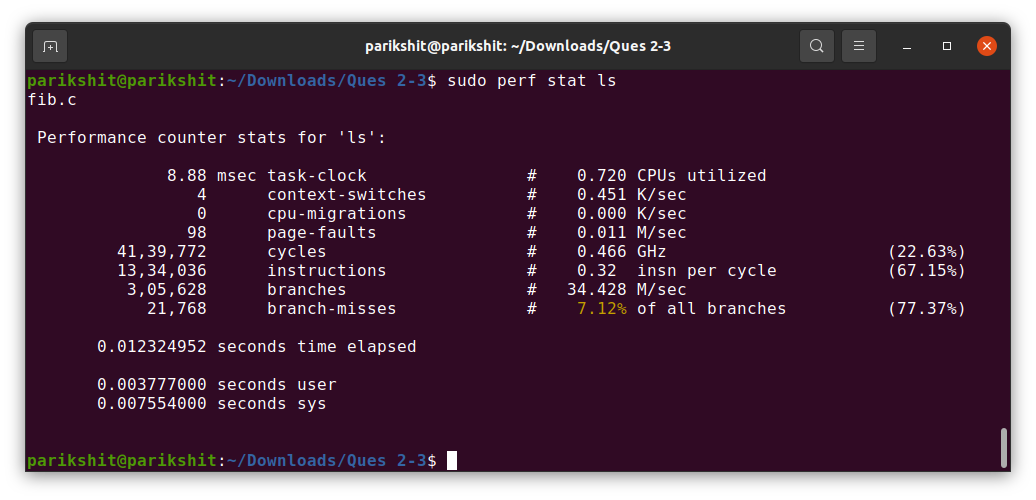 parikshit@parikshit: ~/Downloads/Ques 2-3
parikshit@parikshit:~/Downloads/Ques 2-3$ sudo perf stat ls
fib.c
Performance counter stats for 'ls':
8.88 msec task-clock # 0.720 CPUs utilized
4 context-switches # 0.451 K/sec
0 cpu-migrations # 0.000 K/sec
98 page-faults # 0.011 M/sec
41,39,772 cycles # 0.466 GHz (22.63%)
13,34,036 instructions # 0.32 insn per cycle (67.15%)
3,05,628 branches # 34.428 M/sec
21,768 branch-misses # 7.12% of all branches (77.37%)
0.012324952 seconds time elapsed
0.003777000 seconds user
0.007554000 seconds sys
parikshit@parikshit:~/Downloads/Ques 2-3$